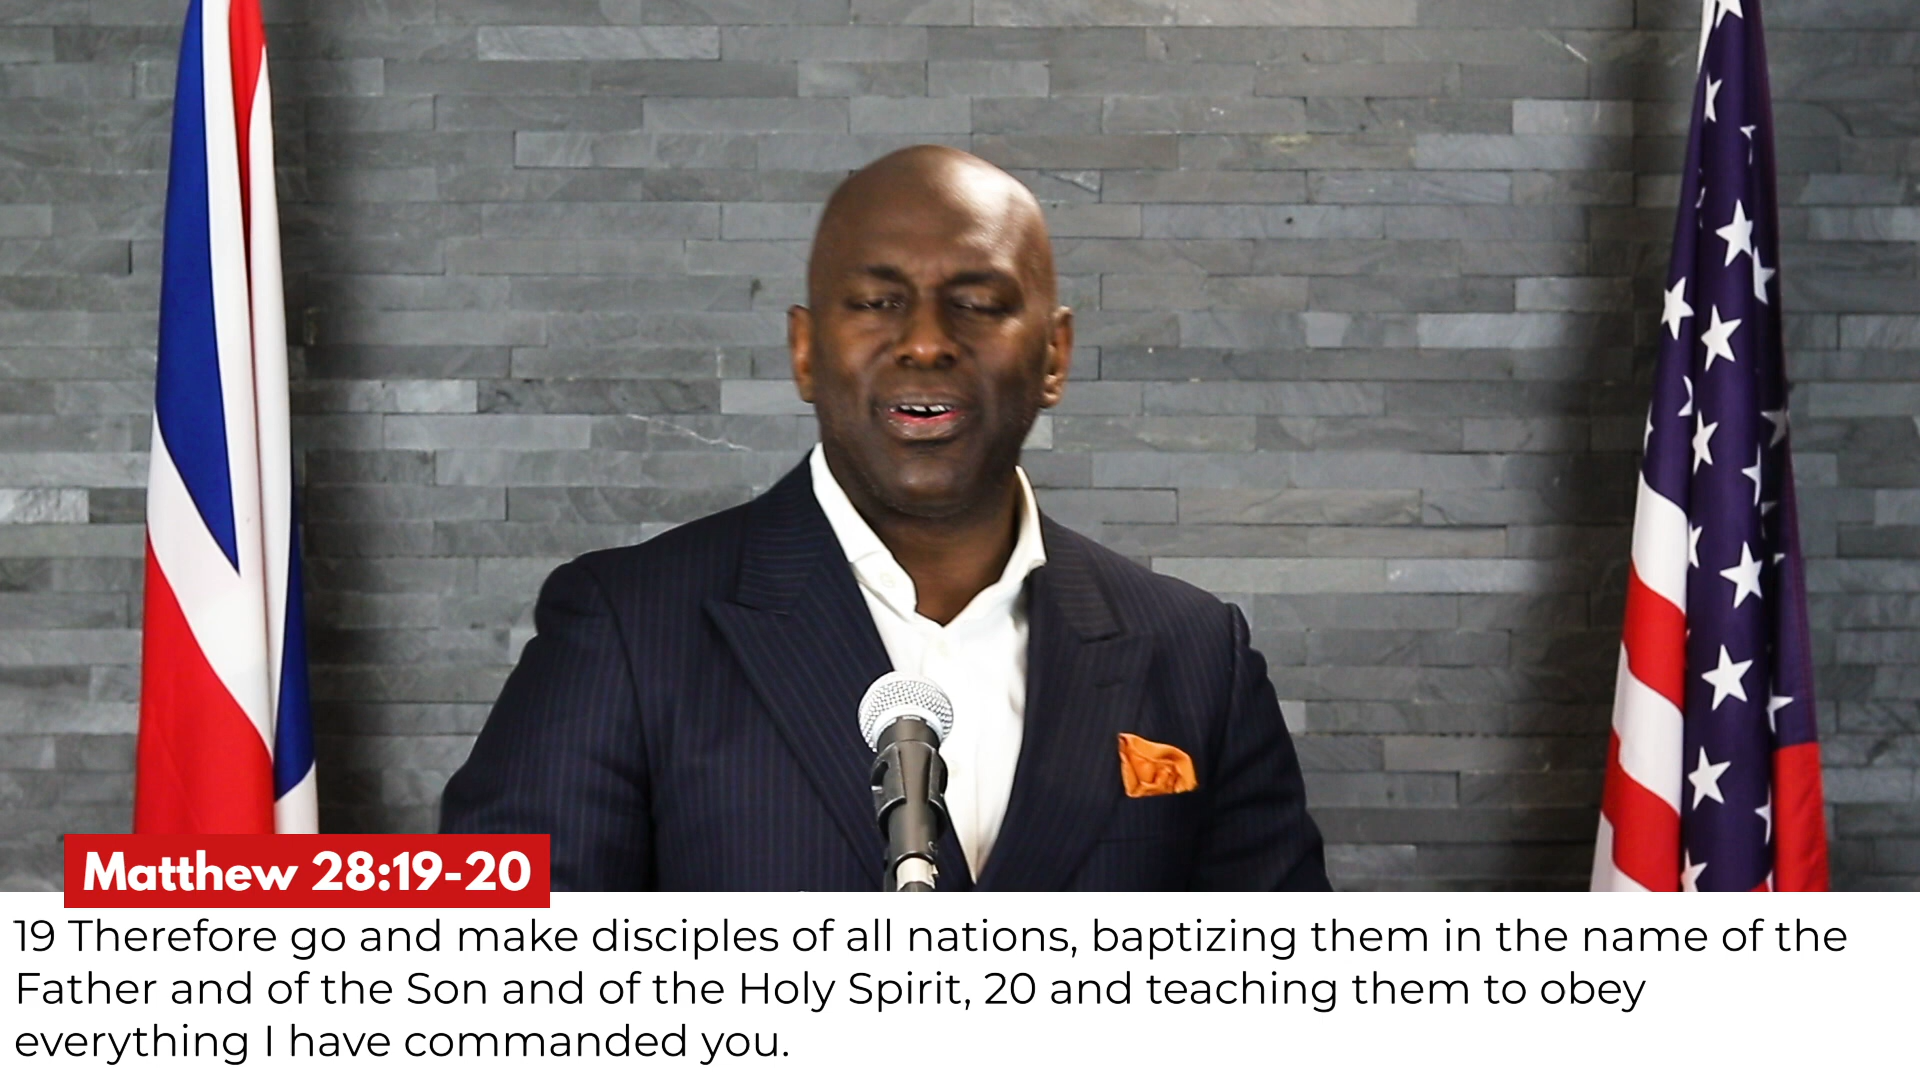 Matthew 28:19-20
19 Therefore go and make disciples of all nations, baptizing them in the name of the
Father and of the Son and of the Holy Spirit, 20 and teaching them to obey
everything I have commanded you.